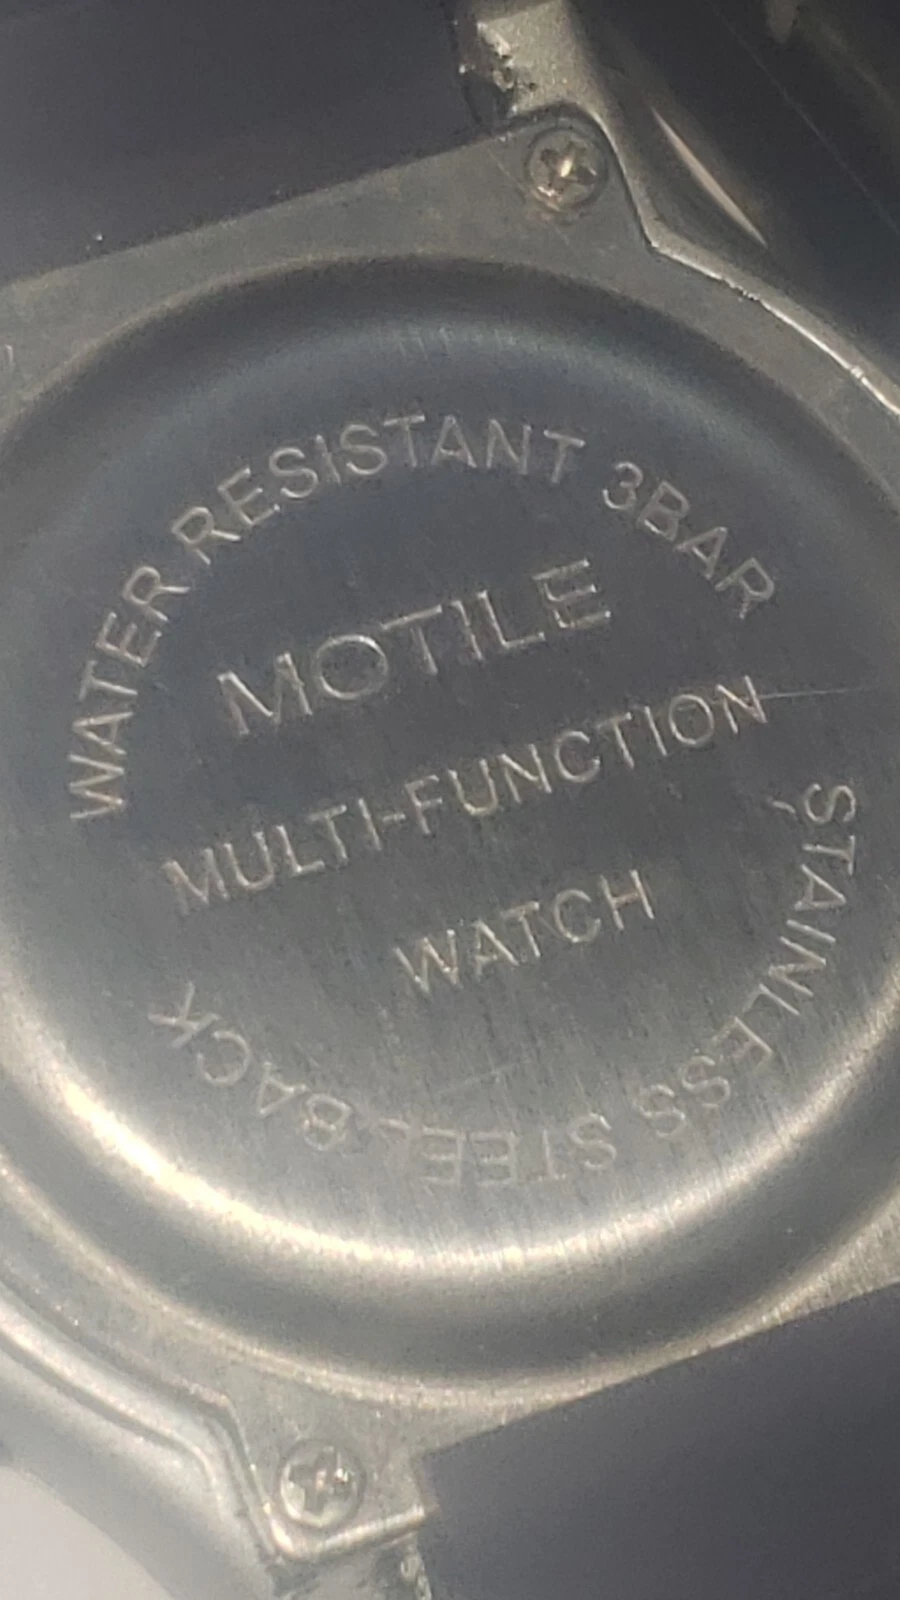 WATER RESISTANT 3BAR
MOTILE
MULTI-FUNCTION
WATCH
STAINLESS STEEL BACK